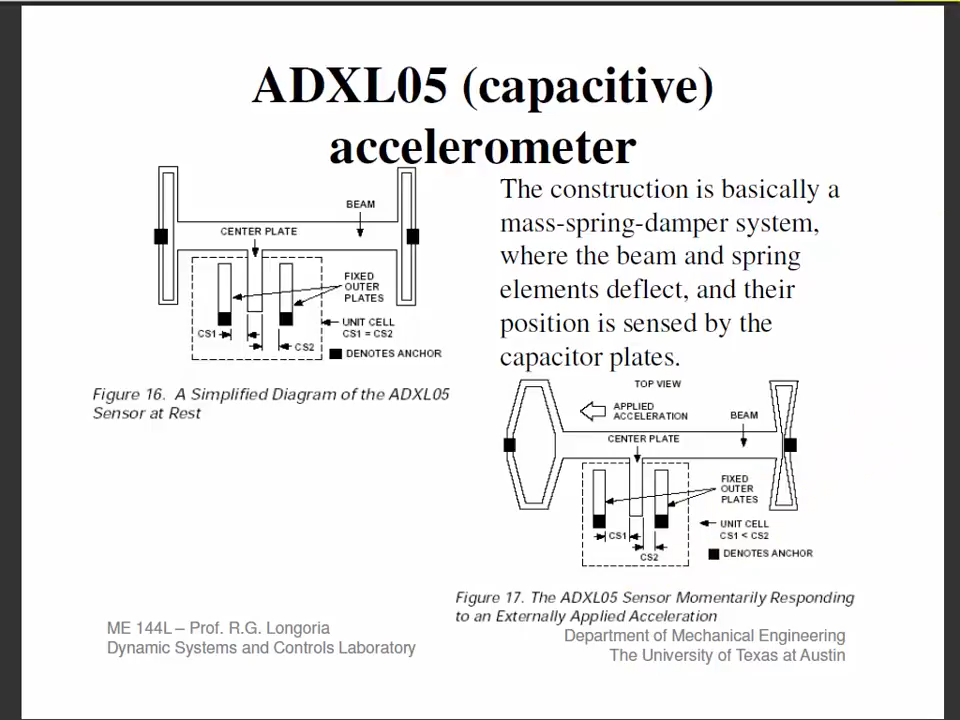 ADXL05 (capacitive)
accelerometer
BEAM
CENTER PLATE
FIXED
OUTER
PLATES
UNIT CELL
CS1 = CS2
CS1
CS2
DENOTES ANCHOR
Figure 16. A Simplified Diagram of the ADXL05
Sensor at Rest
The construction is basically a
mass-spring-damper system,
where the beam and spring
elements deflect, and their
position is sensed by the
capacitor plates.
TOP VIEW
APPLIED
ACCELERATION
BEAM
CENTER PLATE
FIXED
OUTER
PLATES
UNIT CELL
CS1 < CS2
CS1
CS2
DENOTES ANCHOR
Figure 17. The ADXL05 Sensor Momentarily Responding
to an Externally Applied Acceleration
ME 144L – Prof. R.G. Longoria
Dynamic Systems and Controls Laboratory
Department of Mechanical Engineering
The University of Texas at Austin